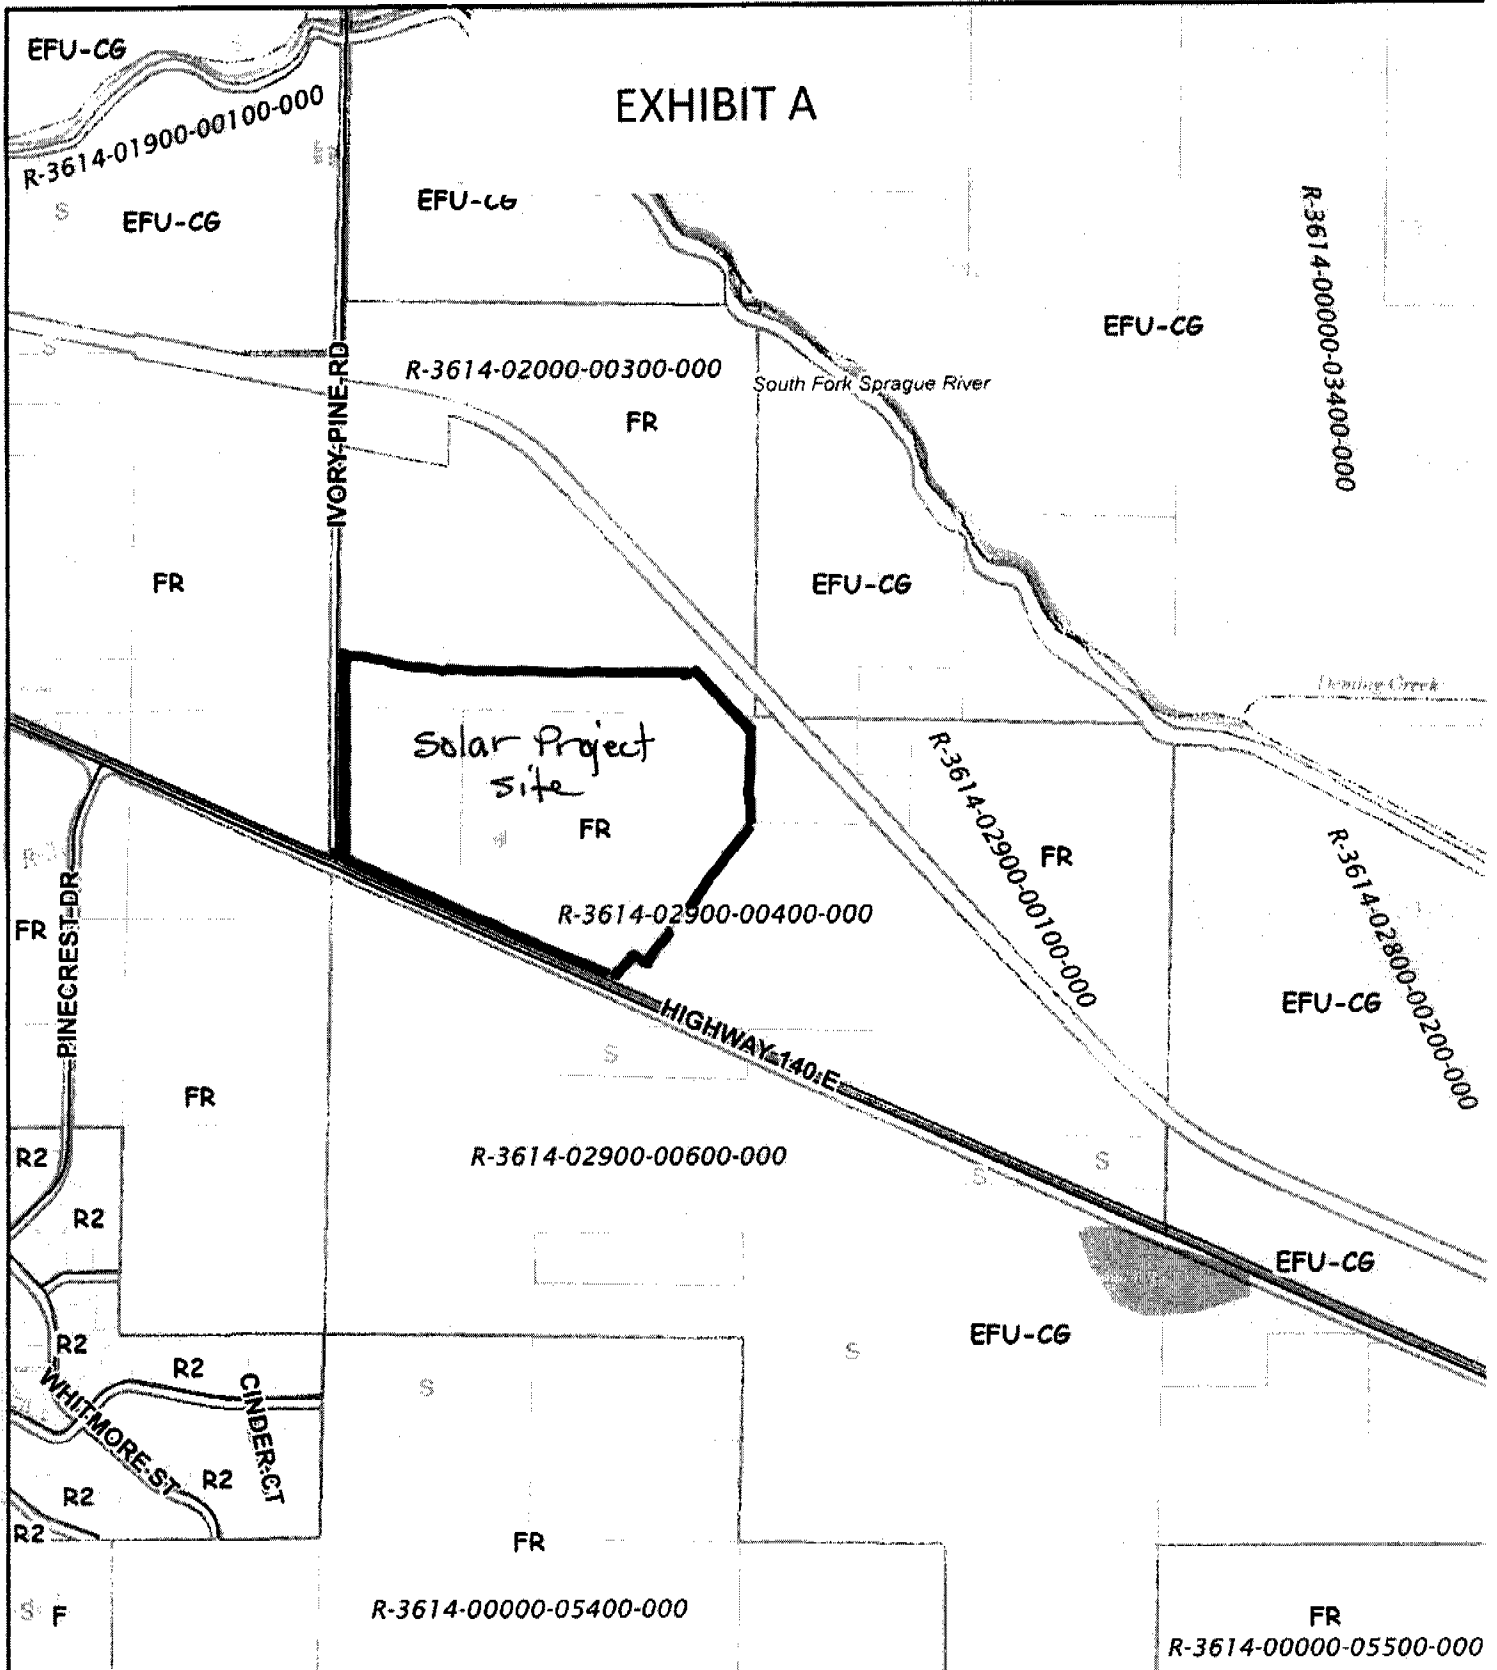 EFU-CG
S
EXHIBIT A
R-3614-01900-00100-000
S
EFU-CG
EFU-CG
R-3614-00000-03400-000
EFU-CG
S
IVORY PINE RD
R-3614-02000-00300-000
South Fork Sprague River
FR
FR
EFU-CG
Deming Creek
Solar Project
Site
FR
R-3614-02900-00100-000
FR
R-3614-02800-00200-000
R-3614-02900-00400-000
FR
PINECREST DR
EFU-CG
HIGHWAY 140 E
S
FR
R2
R-3614-02900-00600-000
S
S
R2
EFU-CG
R2
EFU-CG
S
R2
CINDER CT
S
WHITMORE ST
R2
R2
R2
FR
S
F
R-3614-00000-05400-000
FR
R-3614-00000-05500-000